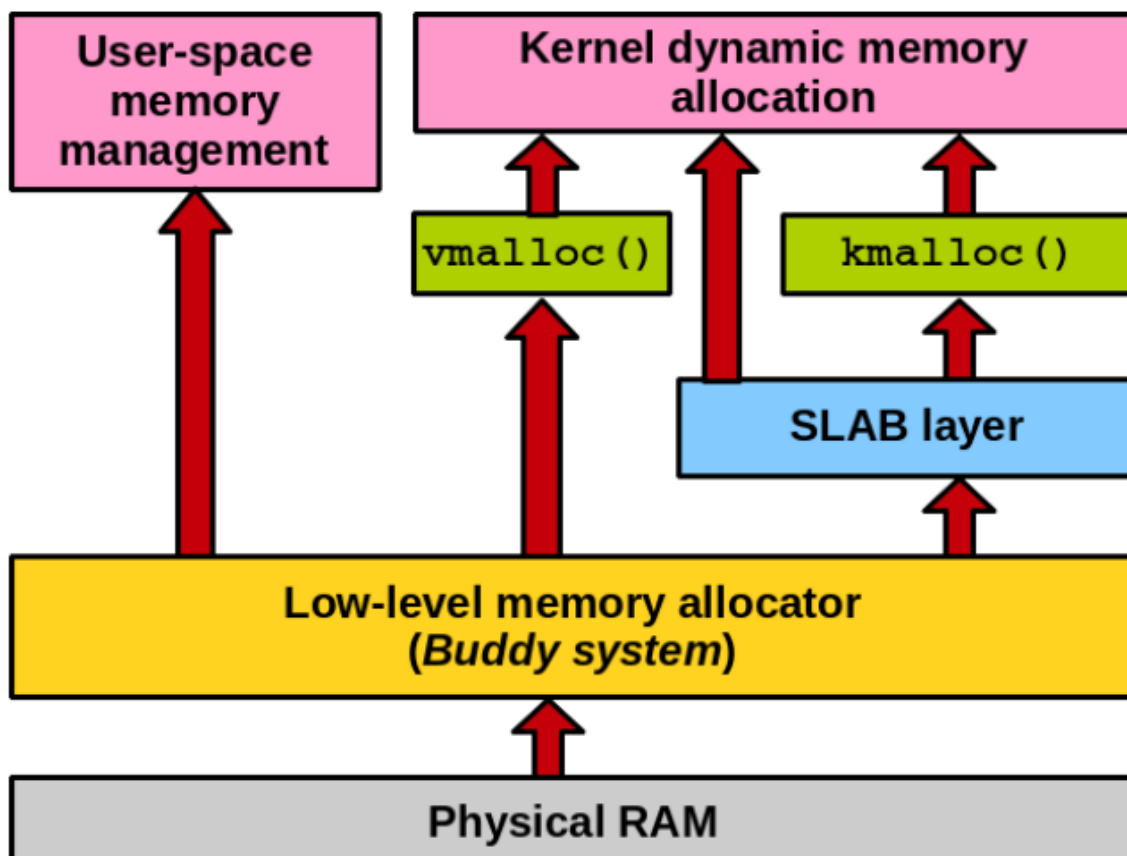 User-space
memory
management
Kernel dynamic memory
allocation
vmalloc()
kmalloc()
SLAB layer
Low-level memory allocator
(Buddy system)
Physical RAM